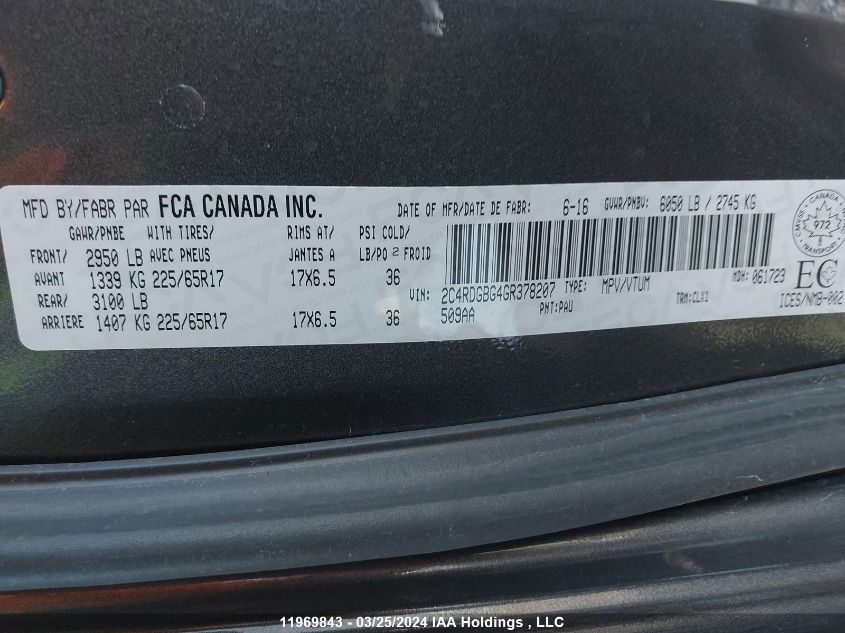 MFD BY/FABR PAR FCA CANADA INC. DATE OF MFR/DATE DE FABR: 6-16 GVWR/PNBV: 6050 LB / 2745 KG
GAWR/PNBE WITH TIRES/ RIMS AT/ PSI COLD/
FRONT/ 2950 LB AVEC PNEUS JANTES A LB/PO 2 FROID
AVANT 1339 KG 225/65R17 17X6.5 36
REAR/ 3100 LB
ARRIERE 1407 KG 225/65R17 17X6.5 36
VIN: 2C4RDGBG4GR378207 TYPE: MPV/VTUM MDH: 061723
509AA PNT:PAU TRM:CLX1
CANADA
CMVSS
972
TRANSPORT
EC
ICES/NMB-002
11969843 - 03/25/2024 IAA Holdings , LLC